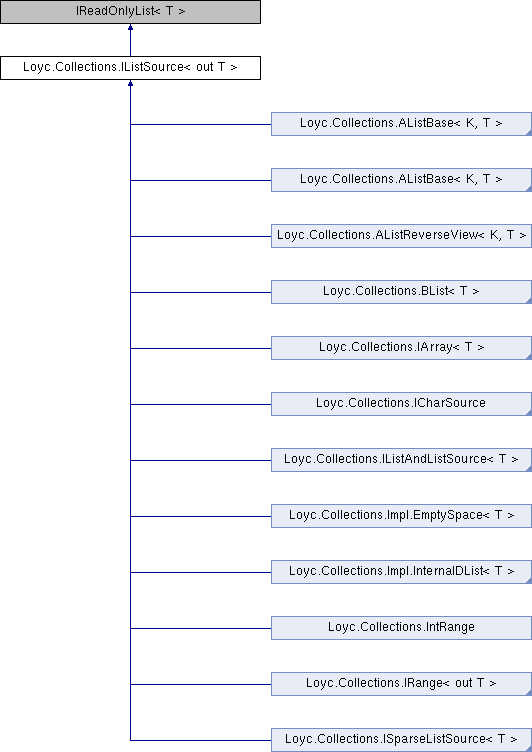 IReadOnlyList< T >
Loyc.Collections.IListSource< out T >
Loyc.Collections.AListBase< K, T >
Loyc.Collections.AListBase< K, T >
Loyc.Collections.AListReverseView< K, T >
Loyc.Collections.BList< T >
Loyc.Collections.IArray< T >
Loyc.Collections.ICharSource
Loyc.Collections.IListAndListSource< T >
Loyc.Collections.Impl.EmptySpace< T >
Loyc.Collections.Impl.InternalDList< T >
Loyc.Collections.IntRange
Loyc.Collections.IRange< out T >
Loyc.Collections.ISparseListSource< T >